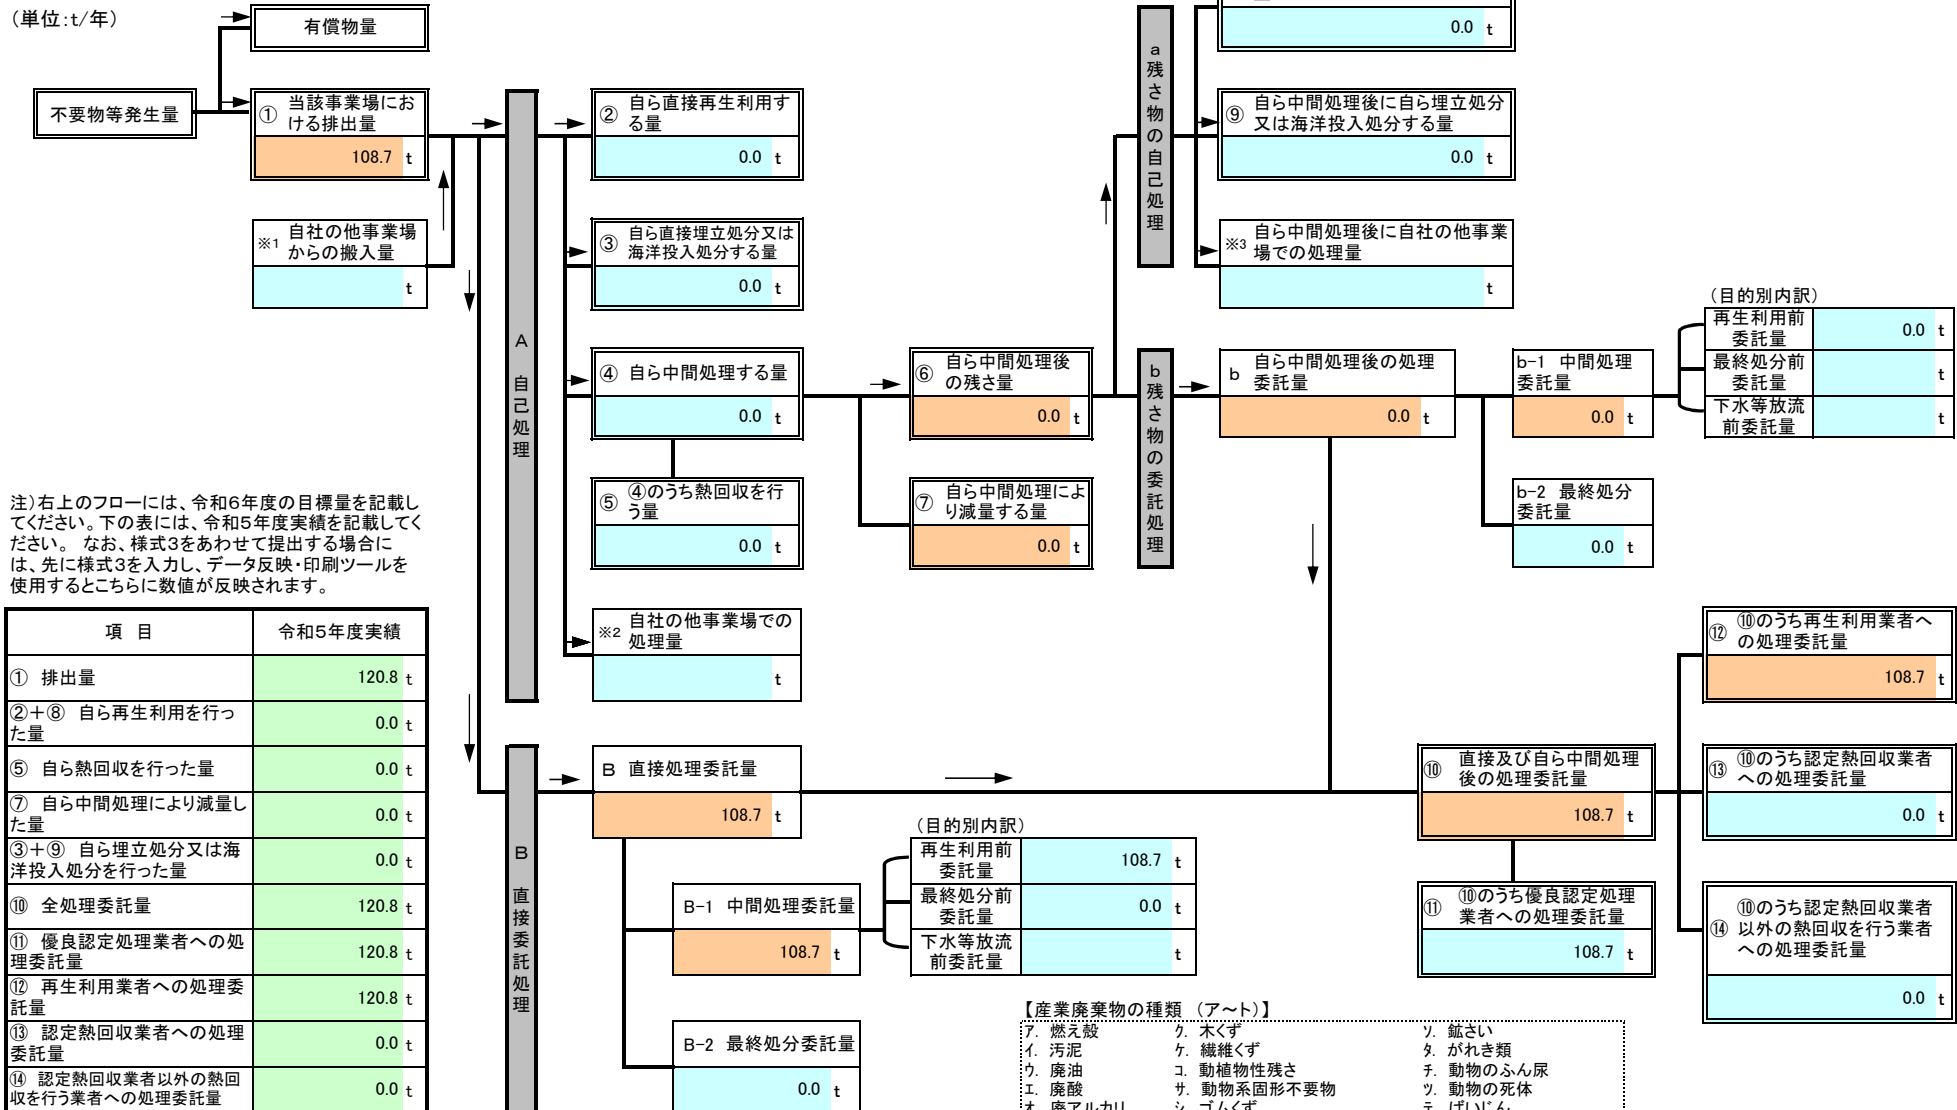 （単位：t/年）
有償物量
不要物等発生量
① 当該事業場にお
ける排出量
108.7 t
※1 自社の他事業場
からの搬入量
t
A 自己処理
② 自ら直接再生利用す
る量
0.0 t
③ 自ら直接埋立処分又は
海洋投入処分する量
0.0 t
④ 自ら中間処理する量
0.0 t
⑤ ④のうち熱回収を行
う量
0.0 t
※2 自社の他事業場での
処理量
t
⑥ 自ら中間処理後
の残さ量
0.0 t
⑦ 自ら中間処理によ
り減量する量
0.0 t
a 残さ物の自己処理
0.0 t
⑨ 自ら中間処理後に自ら埋立処分
又は海洋投入処分する量
0.0 t
※3 自ら中間処理後に自社の他事業
場での処理量
t
b 残さ物の委託処理
b 自ら中間処理後の処理
委託量
0.0 t
b-1 中間処理
委託量
0.0 t
（目的別内訳）
再生利用前
委託量
0.0 t
最終処分前
委託量
t
下水等放流
前委託量
t
b-2 最終処分
委託量
0.0 t
注）右上のフローには、令和６年度の目標量を記載し
てください。下の表には、令和５年度実績を記載してく
ださい。 なお、様式３をあわせて提出する場合に
は、先に様式３を入力し、データ反映・印刷ツールを
使用するとこちらに数値が反映されます。
項 目 令和５年度実績
① 排出量 120.8 t
②＋⑧ 自ら再生利用を行っ
た量
0.0 t
⑤ 自ら熱回収を行った量 0.0 t
⑦ 自ら中間処理により減量し
た量
0.0 t
③＋⑨ 自ら埋立処分又は海
洋投入処分を行った量
0.0 t
⑩ 全処理委託量 120.8 t
⑪ 優良認定処理業者への処
理委託量
120.8 t
⑫ 再生利用業者への処理委
託量
120.8 t
⑬ 認定熱回収業者への処理
委託量
0.0 t
⑭ 認定熱回収業者以外の熱回
収を行う業者への処理委託量
0.0 t
B 直接委託処理
B 直接処理委託量
108.7 t
B-1 中間処理委託量
108.7 t
（目的別内訳）
再生利用前
委託量
108.7 t
最終処分前
委託量
0.0 t
下水等放流
前委託量
t
B-2 最終処分委託量
0.0 t
⑩ 直接及び自ら中間処理
後の処理委託量
108.7 t
⑪ ⑩のうち優良認定処理
業者への処理委託量
108.7 t
⑫ ⑩のうち再生利用業者へ
の処理委託量
108.7 t
⑬ ⑩のうち認定熱回収業者
への処理委託量
0.0 t
⑭ ⑩のうち認定熱回収業者
以外の熱回収を行う業者
への処理委託量
0.0 t
【産業廃棄物の種類 （ア～ト）】
ア. 燃え殻 ク. 木くず ソ. 鉱さい
イ. 汚泥 ケ. 繊維くず タ. がれき類
ウ. 廃油 コ. 動植物性残さ チ. 動物のふん尿
エ. 廃酸 サ. 動物系固形不要物 ツ. 動物の死体
オ. 廃アルカリ シ. ゴムくず テ. ばいじん